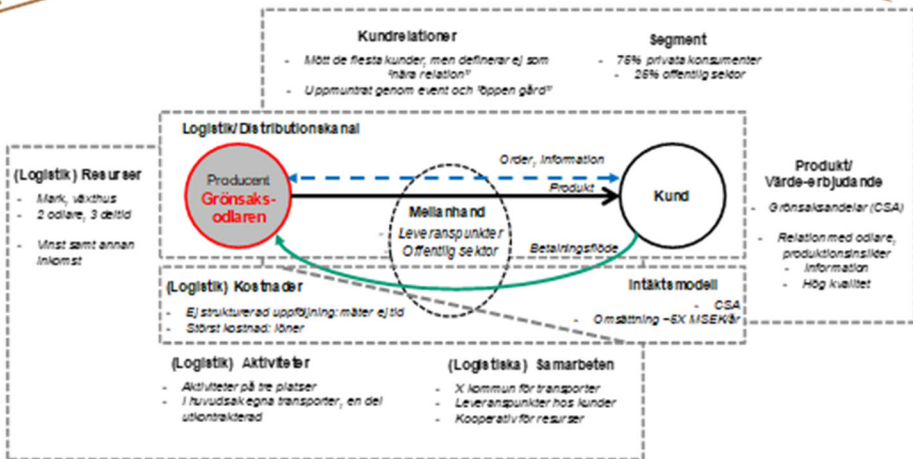 Kundrelationer
- Mött de flesta kunder, men definerar ej som
"nära relation"
- Uppmuntrat genom event och "öppen gård"
Segment
- 75% privata konsumenter
- 25% offentlig sektor
Logistik/Distributionskanal
Order, information
Producent
Grönsaks-
odlaren
Produkt
Kund
Mellanhand
- Leveranspunkter
- Offentlig sektor
Betalningsflöde
(Logistik) Resurser
- Mark, växthus
- 2 odlare, 3 deltid
- Vinst samt annan
inkomst
Produkt/
Värde-erbjudande
- Grönsaksandelar (CSA)
- Relation med odlare,
produktionsinsikter
- Information
- Hög kvalitet
(Logistik) Kostnader
- Ej strukturerad uppföljning: mäter ej tid
- Störst kostnad: löner
Intäktsmodell
- CSA
- Omsättning ~5X MSEK/år
(Logistik) Aktiviteter
- Aktiviteter på tre platser
- I huvudsak egna transporter, en del
utkontrakterad
(Logistiska) Samarbeten
- X kommun för transporter
- Leveranspunkter hos kunder
- Kooperativ för resurser